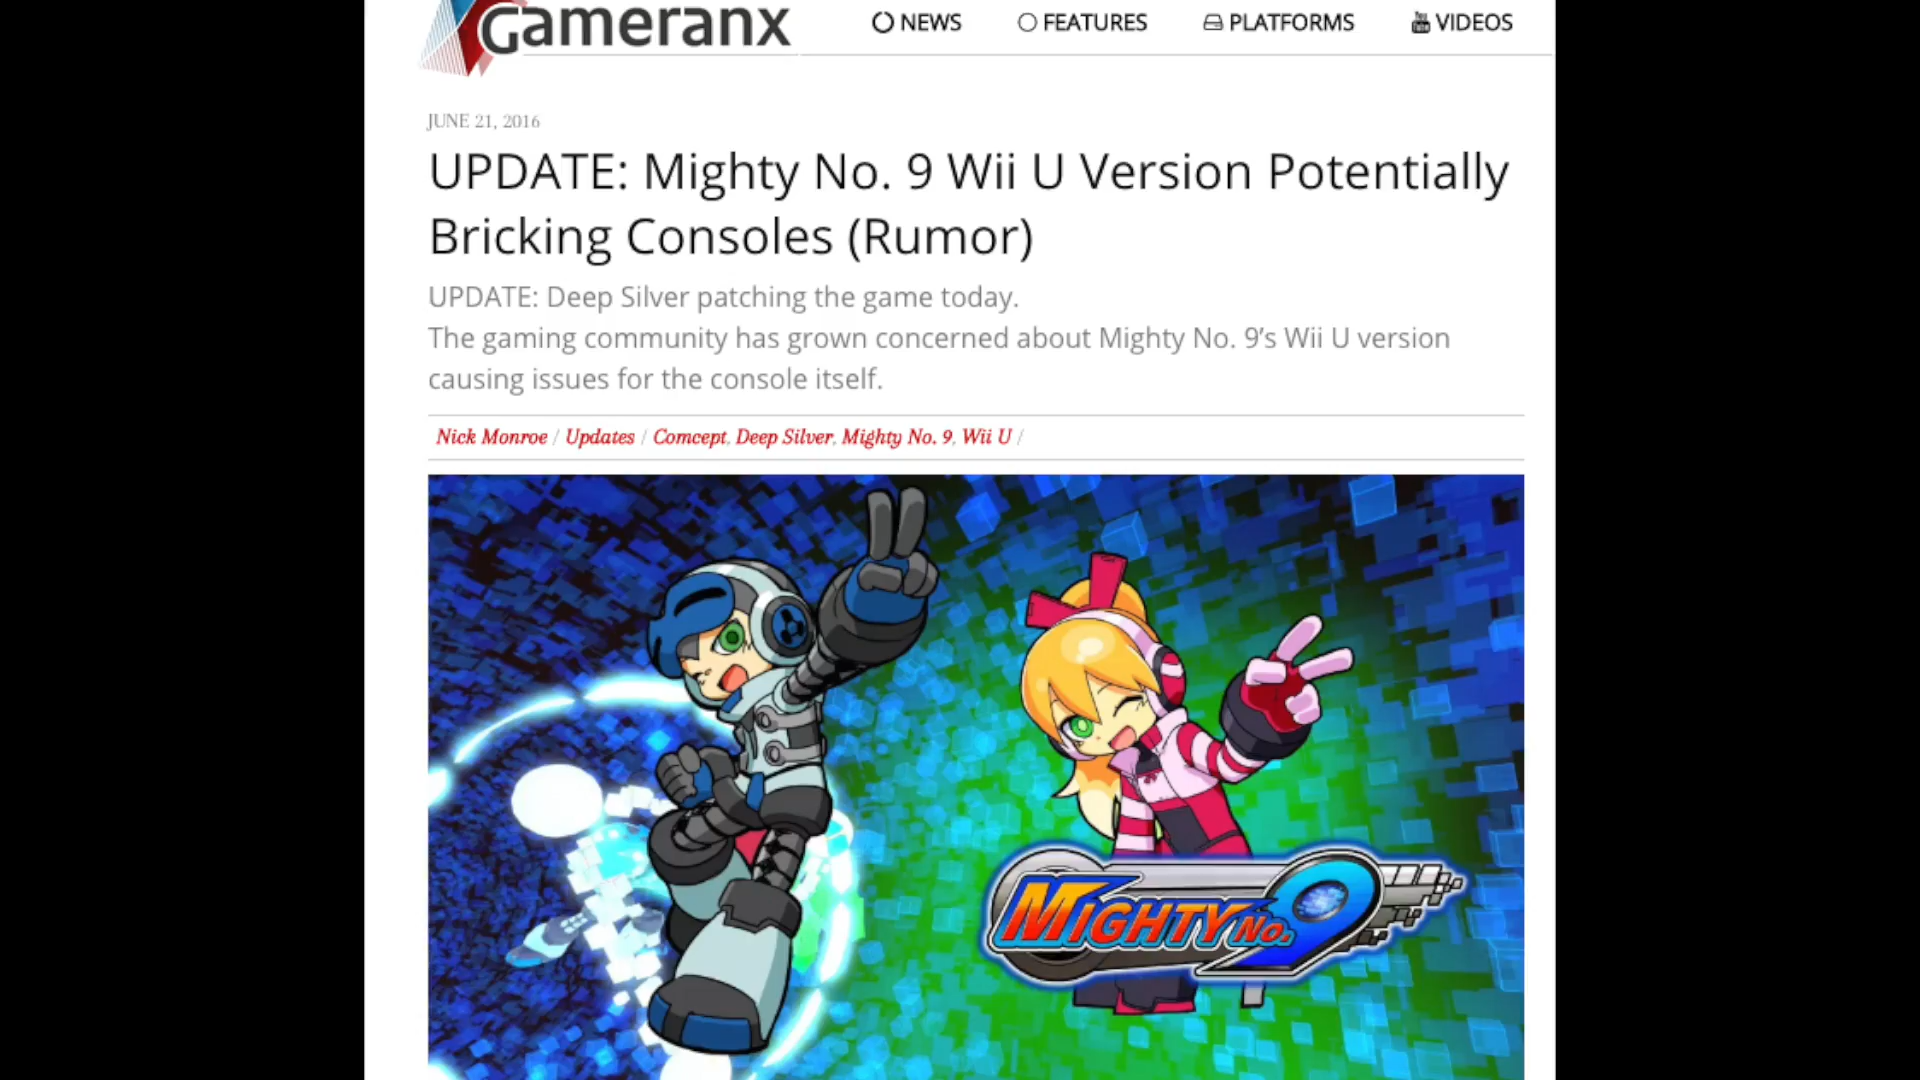 Gameranx
NEWS FEATURES PLATFORMS VIDEOS
JUNE 21, 2016
UPDATE: Mighty No. 9 Wii U Version Potentially
Bricking Consoles (Rumor)
UPDATE: Deep Silver patching the game today.
The gaming community has grown concerned about Mighty No. 9’s Wii U version
causing issues for the console itself.
Nick Monroe / Updates / Comcept, Deep Silver, Mighty No. 9, Wii U /
MIGHTY No. 9